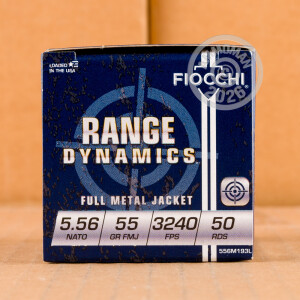 LOADED
IN THE USA
FIOCCHI
RANGE
DYNAMICS
FULL METAL JACKET
5.56 55 3240 50
NATO GR FMJ FPS RDS
556M193L